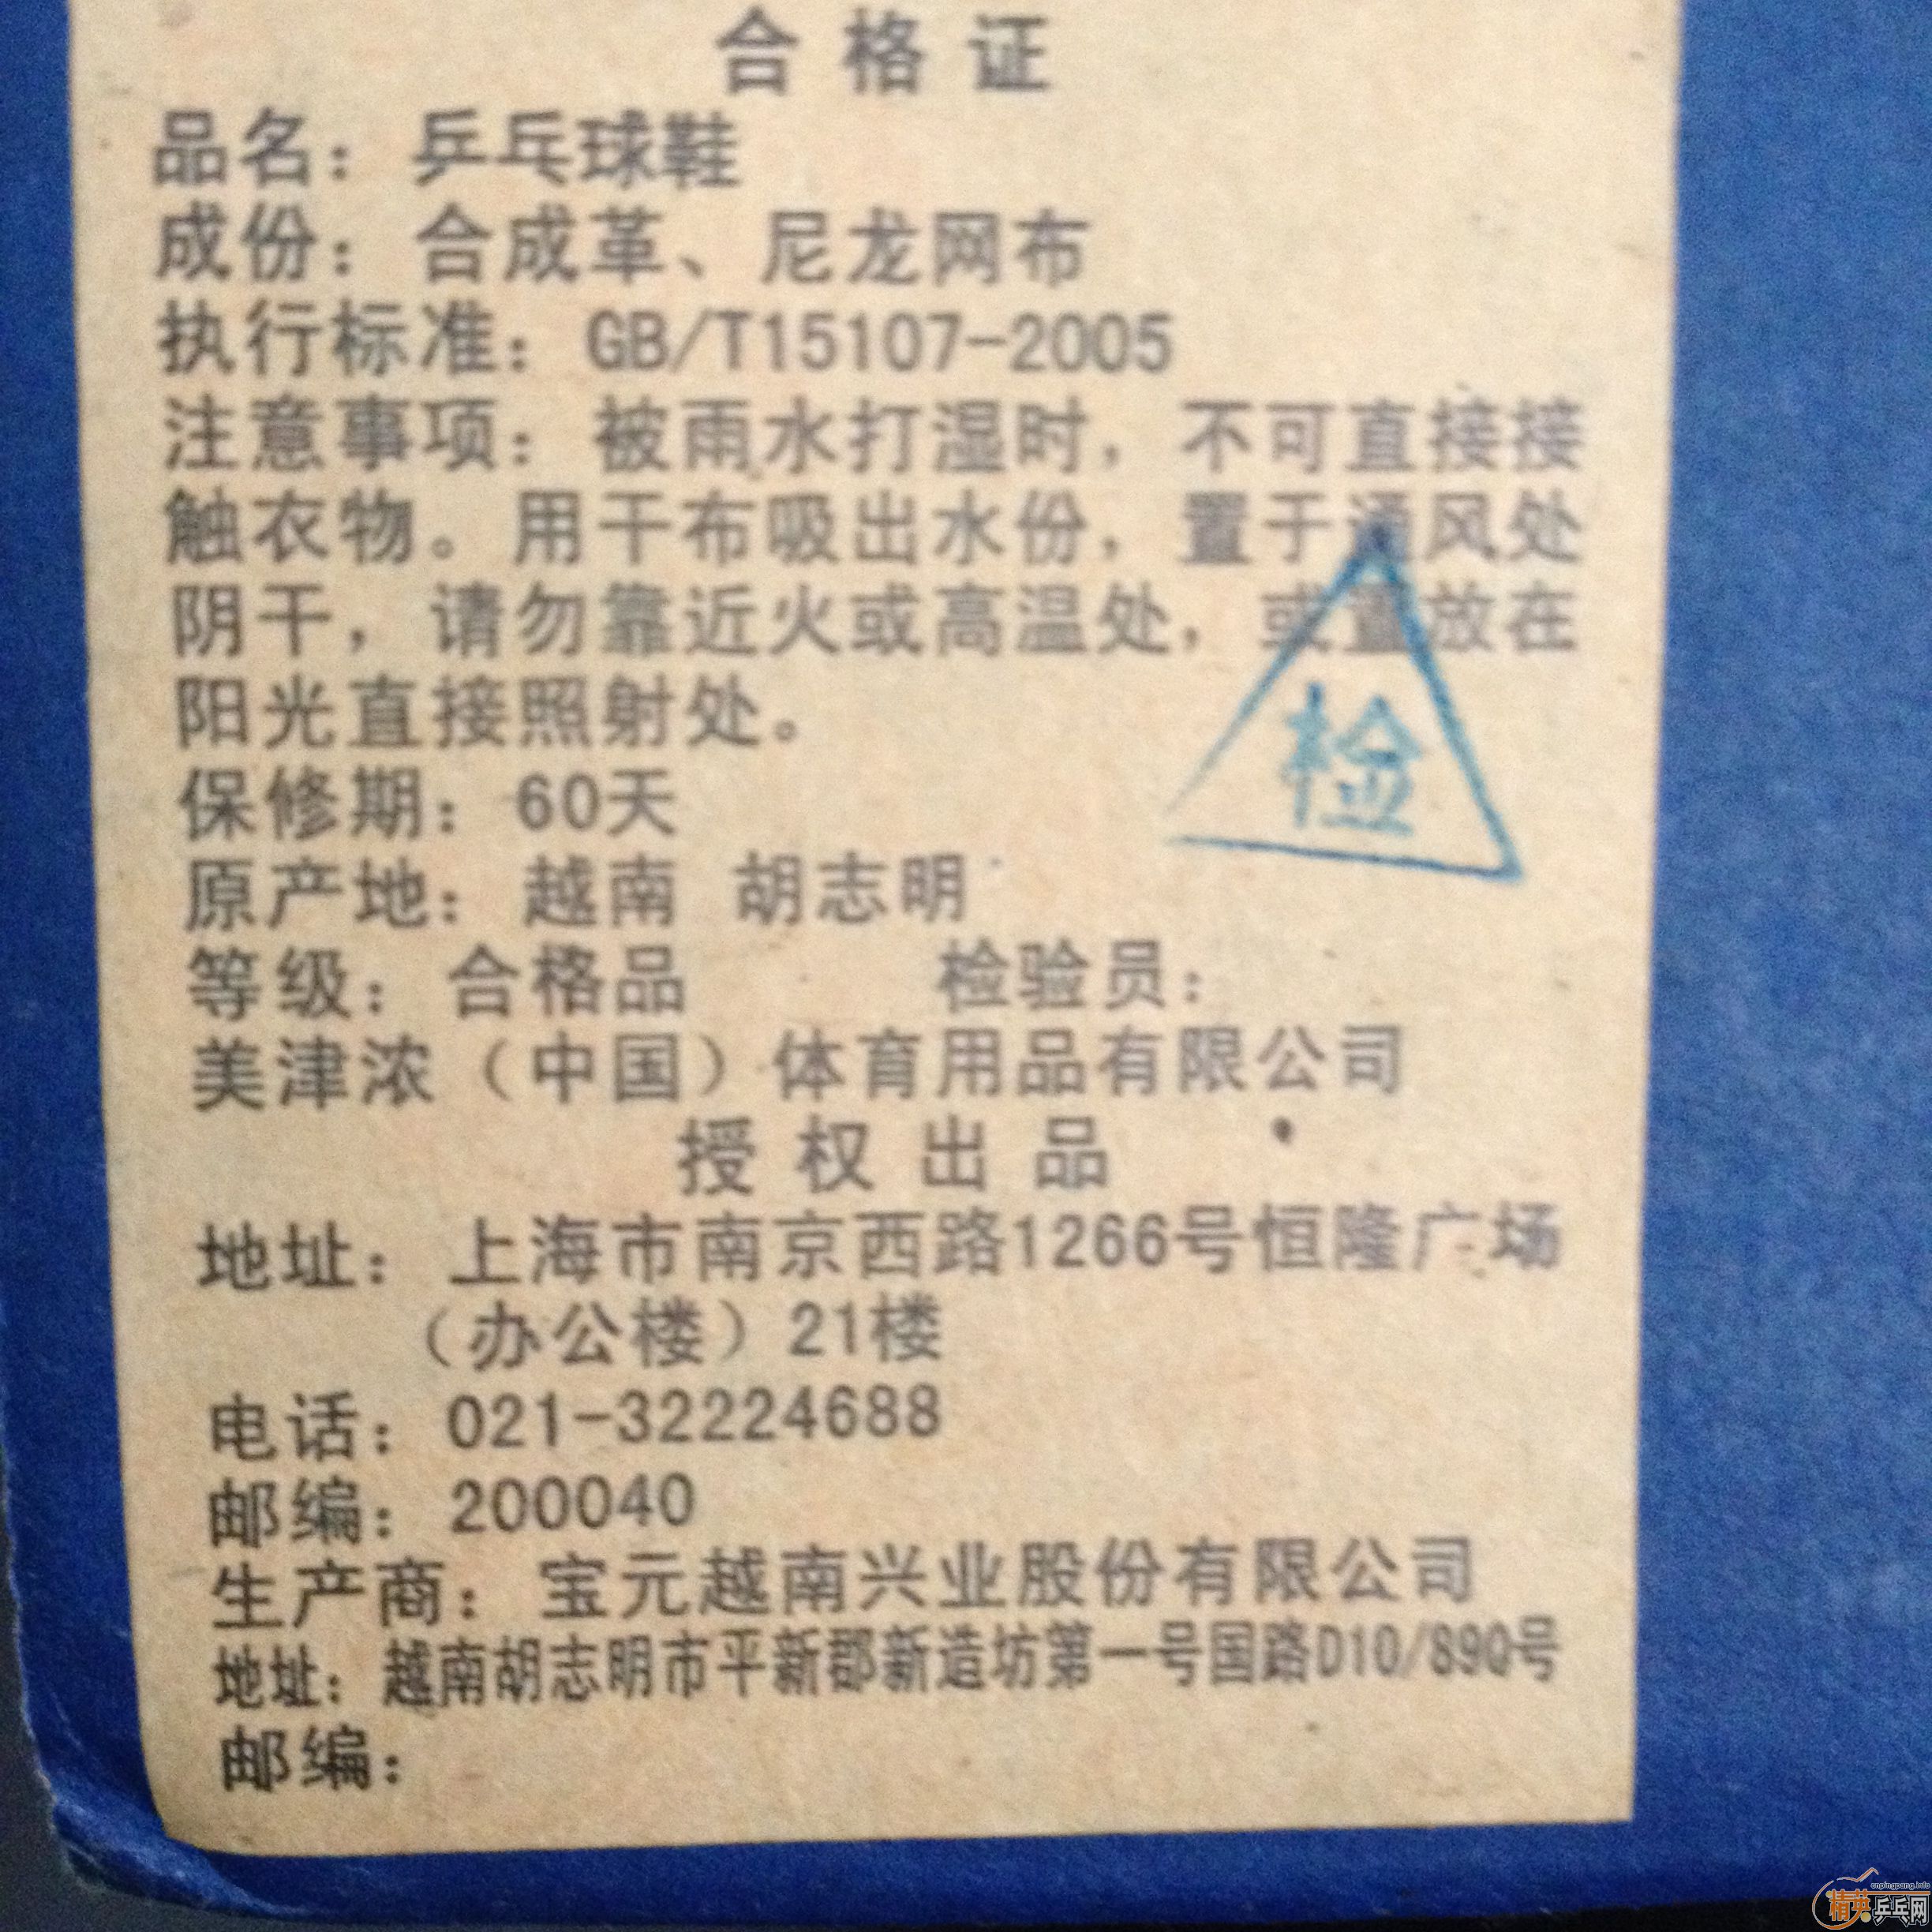 合格证
品名：乒乓球鞋
成份：合成革、尼龙网布
执行标准：GB/T15107-2005
注意事项：被雨水打湿时，不可直接接
触衣物。用干布吸出水份，置于通风处
阴干，请勿靠近火或高温处，或置放在
阳光直接照射处。
检
保修期：60天
原产地：越南 胡志明
等级：合格品 检验员：
美津浓（中国）体育用品有限公司
授权出品
地址：上海市南京西路1266号恒隆广场
（办公楼）21楼
电话：021-32224688
邮编：200040
生产商：宝元越南兴业股份有限公司
地址：越南胡志明市平新郡新造坊第一号国路D10/89Q号
邮编：
cnpingpang.info
精英乒乓网